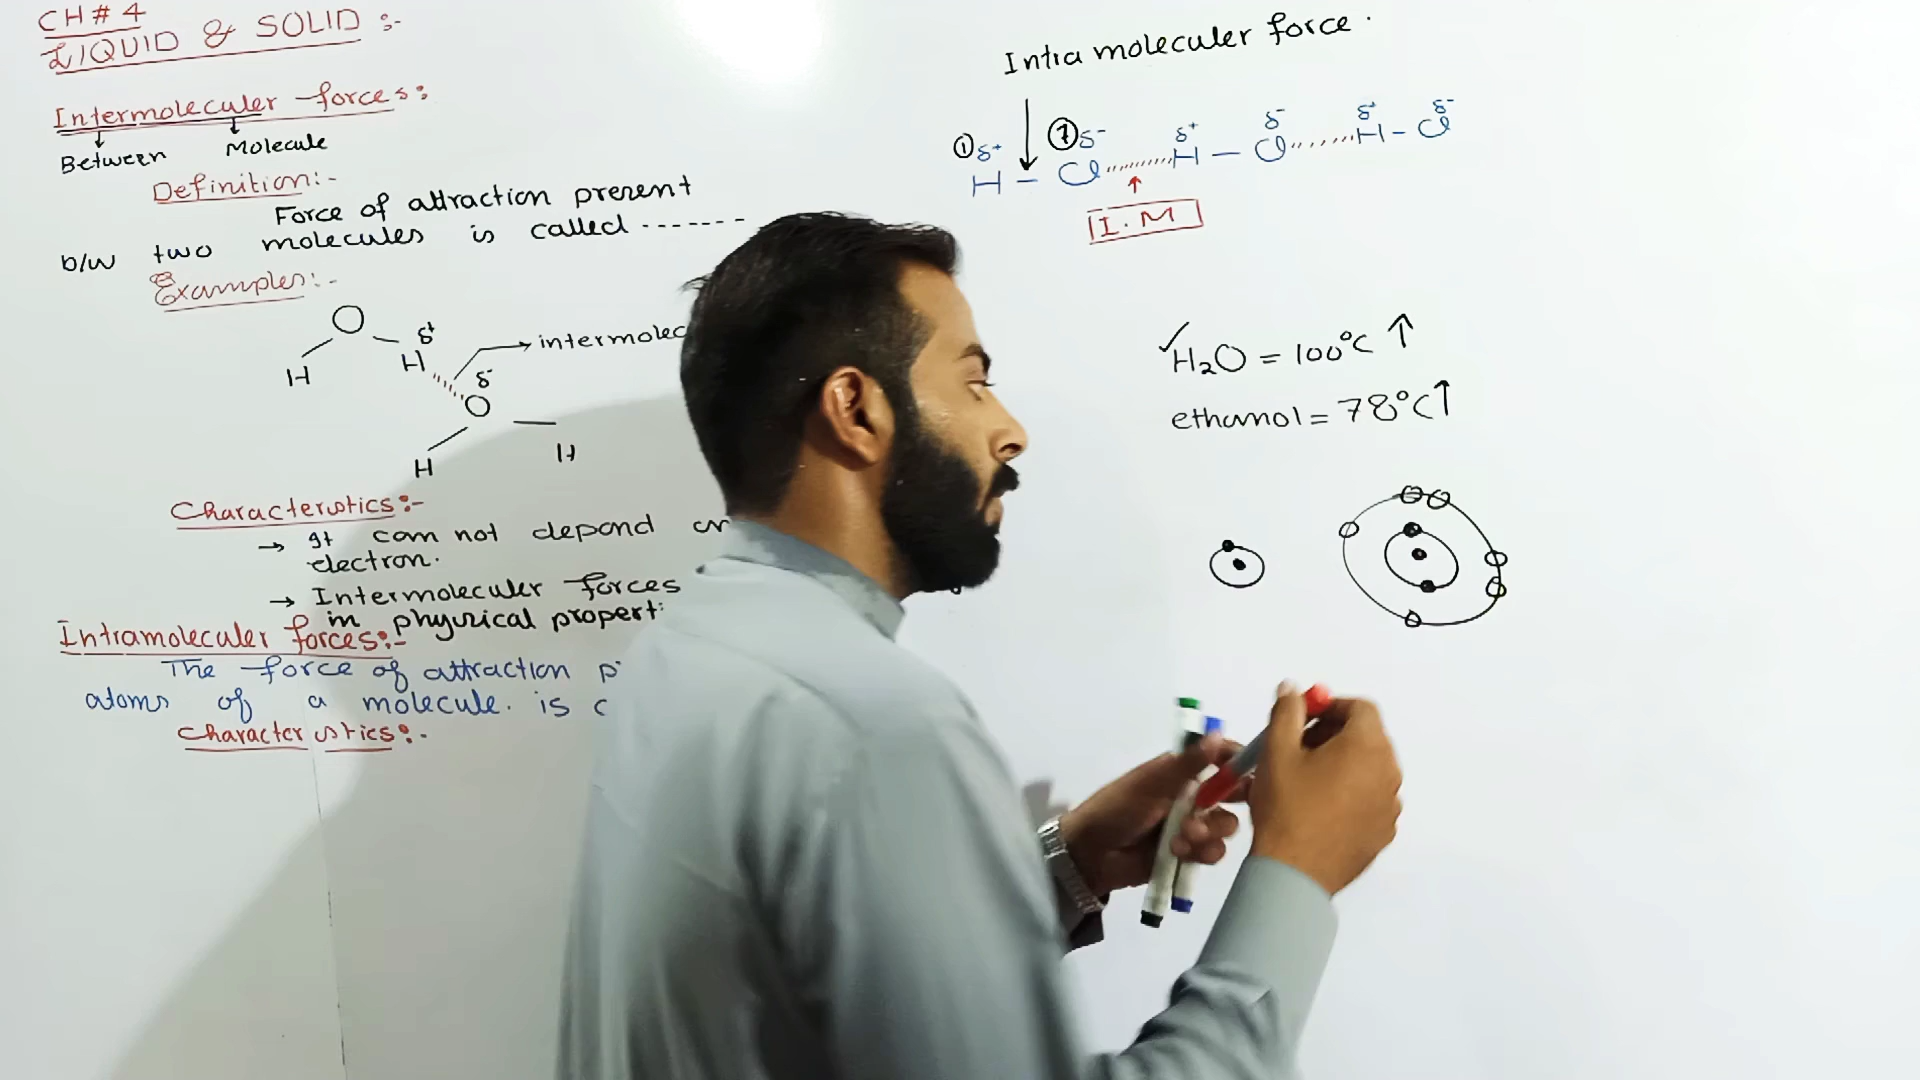 CH # 4
LIQUID & SOLID :-
Intermoleculer forces:
Between Molecule
Definition:-
Force of attraction present
b/w two molecules is called -------
Examples:-
O
H H δ+
intermolec
δ-
O
H H
Characteristics:-
→ It can not depend
electron.
→ Intermoleculer forces
in physical propert
Intramoleculer forces:-
The force of attraction p
atoms of a molecule. is c
Characteristics:-
Intra moleculer force.
① δ+ ⑦ δ- δ+ δ- δ+ δ-
H - Cl ........ H - Cl ....... H - Cl
I. M
✓H₂O = 100°C ↑
ethanol = 78°C ↑